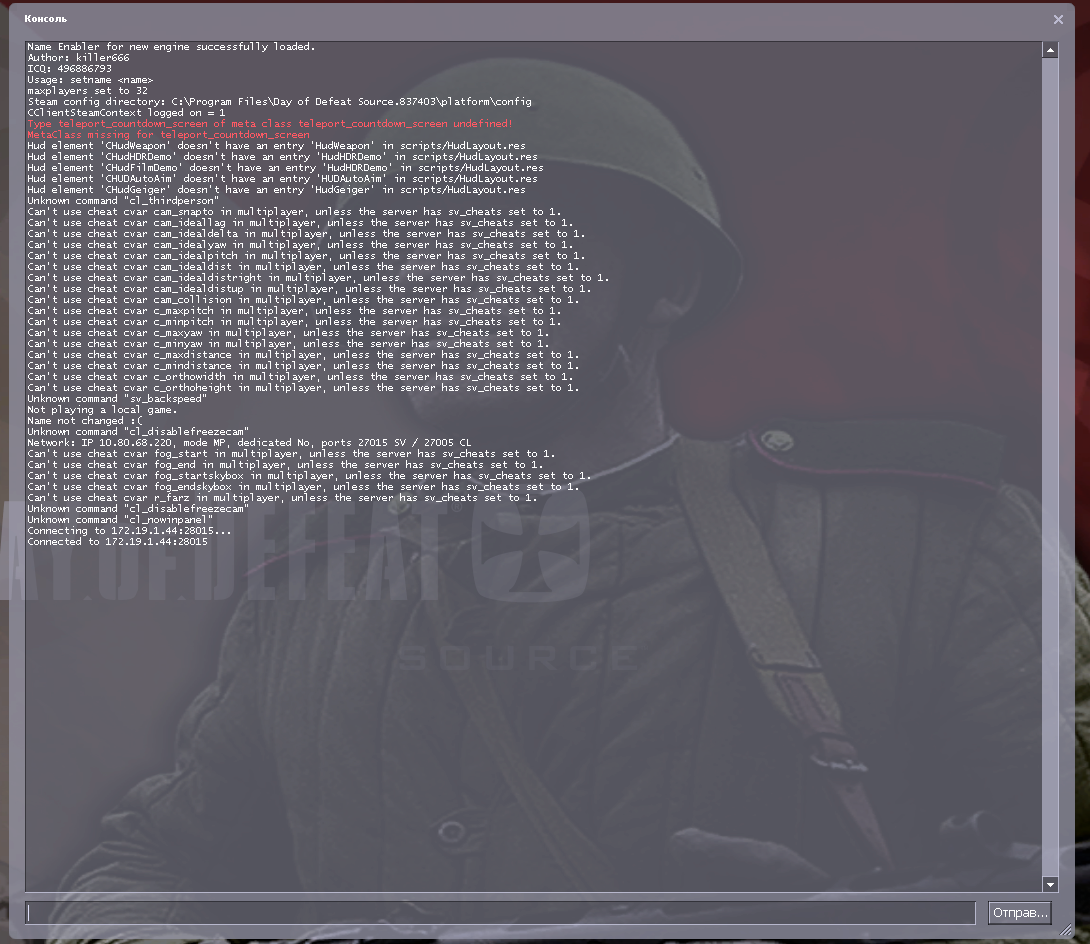 Консоль
Name Enabler for new engine successfully loaded.
Author: killer666
ICQ: 496886793
Usage: setname <name>
maxplayers set to 32
Steam config directory: C:\Program Files\Day of Defeat Source.837403\platform\config
CClientSteamContext logged on = 1
Type teleport_countdown_screen of meta class teleport_countdown_screen undefined!
MetaClass missing for teleport_countdown_screen
Hud element 'CHudWeapon' doesn't have an entry 'HudWeapon' in scripts/HudLayout.res
Hud element 'CHudHDRDemo' doesn't have an entry 'HudHDRDemo' in scripts/HudLayout.res
Hud element 'CHudFilmDemo' doesn't have an entry 'HudHDRDemo' in scripts/HudLayout.res
Hud element 'CHUDAutoAim' doesn't have an entry 'HUDAutoAim' in scripts/HudLayout.res
Hud element 'CHudGeiger' doesn't have an entry 'HudGeiger' in scripts/HudLayout.res
Unknown command "cl_thirdperson"
Can't use cheat cvar cam_snapto in multiplayer, unless the server has sv_cheats set to 1.
Can't use cheat cvar cam_ideallag in multiplayer, unless the server has sv_cheats set to 1.
Can't use cheat cvar cam_idealdelta in multiplayer, unless the server has sv_cheats set to 1.
Can't use cheat cvar cam_idealyaw in multiplayer, unless the server has sv_cheats set to 1.
Can't use cheat cvar cam_idealpitch in multiplayer, unless the server has sv_cheats set to 1.
Can't use cheat cvar cam_idealdist in multiplayer, unless the server has sv_cheats set to 1.
Can't use cheat cvar cam_idealdistright in multiplayer, unless the server has sv_cheats set to 1.
Can't use cheat cvar cam_idealdistup in multiplayer, unless the server has sv_cheats set to 1.
Can't use cheat cvar cam_collision in multiplayer, unless the server has sv_cheats set to 1.
Can't use cheat cvar c_maxpitch in multiplayer, unless the server has sv_cheats set to 1.
Can't use cheat cvar c_minpitch in multiplayer, unless the server has sv_cheats set to 1.
Can't use cheat cvar c_maxyaw in multiplayer, unless the server has sv_cheats set to 1.
Can't use cheat cvar c_minyaw in multiplayer, unless the server has sv_cheats set to 1.
Can't use cheat cvar c_maxdistance in multiplayer, unless the server has sv_cheats set to 1.
Can't use cheat cvar c_mindistance in multiplayer, unless the server has sv_cheats set to 1.
Can't use cheat cvar c_orthowidth in multiplayer, unless the server has sv_cheats set to 1.
Can't use cheat cvar c_orthoheight in multiplayer, unless the server has sv_cheats set to 1.
Unknown command "sv_backspeed"
Not playing a local game.
Name not changed :(
Unknown command "cl_disablefreezecam"
Network: IP 10.80.68.220, mode MP, dedicated No, ports 27015 SV / 27005 CL
Can't use cheat cvar fog_start in multiplayer, unless the server has sv_cheats set to 1.
Can't use cheat cvar fog_end in multiplayer, unless the server has sv_cheats set to 1.
Can't use cheat cvar fog_startskybox in multiplayer, unless the server has sv_cheats set to 1.
Can't use cheat cvar fog_endskybox in multiplayer, unless the server has sv_cheats set to 1.
Can't use cheat cvar r_farz in multiplayer, unless the server has sv_cheats set to 1.
Unknown command "cl_disablefreezecam"
Unknown command "cl_nowinpanel"
Connecting to 172.19.1.44:28015...
Connected to 172.19.1.44:28015
AY OF DEFEAT
SOURCE
Отправ...